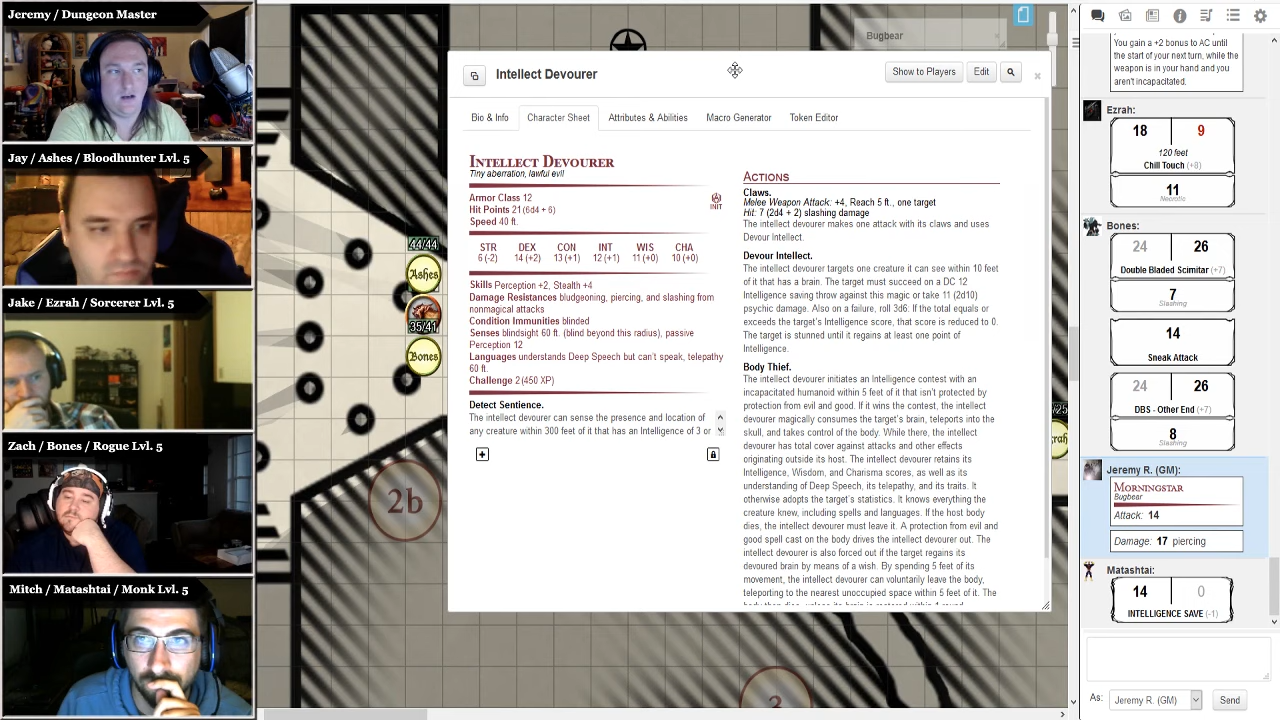 Jeremy / Dungeon Master
Jay / Ashes / Bloodhunter Lvl. 5
Jake / Ezrah / Sorcerer Lvl. 5
Zach / Bones / Rogue Lvl. 5
Mitch / Matashtai / Monk Lvl. 5
44/44
Ashes
35/41
Bones
2b
Bugbear
Intellect Devourer
Show to Players
Edit
Bio & Info
Character Sheet
Attributes & Abilities
Macro Generator
Token Editor
INTELLECT DEVOURER
Tiny aberration, lawful evil
Armor Class 12
Hit Points 21 (6d4 + 6)
Speed 40 ft.
INIT
STR DEX CON INT WIS CHA
6 (-2) 14 (+2) 13 (+1) 12 (+1) 11 (+0) 10 (+0)
Skills Perception +2, Stealth +4
Damage Resistances bludgeoning, piercing, and slashing from
nonmagical attacks
Condition Immunities blinded
Senses blindsight 60 ft. (blind beyond this radius), passive
Perception 12
Languages understands Deep Speech but can't speak, telepathy
60 ft.
Challenge 2 (450 XP)
Detect Sentience.
The intellect devourer can sense the presence and location of
any creature within 300 feet of it that has an Intelligence of 3 or
ACTIONS
Claws.
Melee Weapon Attack: +4, Reach 5 ft., one target
Hit: 7 (2d4 + 2) slashing damage
The intellect devourer makes one attack with its claws and uses
Devour Intellect.
Devour Intellect.
The intellect devourer targets one creature it can see within 10 feet
of it that has a brain. The target must succeed on a DC 12
Intelligence saving throw against this magic or take 11 (2d10)
psychic damage. Also on a failure, roll 3d6: If the total equals or
exceeds the target's Intelligence score, that score is reduced to 0.
The target is stunned until it regains at least one point of
Intelligence.
Body Thief.
The intellect devourer initiates an Intelligence contest with an
incapacitated humanoid within 5 feet of it that isn't protected by
protection from evil and good. If it wins the contest, the intellect
devourer magically consumes the target's brain, teleports into the
skull, and takes control of the body. While there, the intellect
devourer has total cover against attacks and other effects
originating outside its host. The intellect devourer retains its
Intelligence, Wisdom, and Charisma scores, as well as its
understanding of Deep Speech, its telepathy, and its traits. It
otherwise adopts the target's statistics. It knows everything the
creature knew, including spells and languages. If the host body
dies, the intellect devourer must leave it. A protection from evil and
good spell cast on the body drives the intellect devourer out. The
intellect devourer is also forced out if the target regains its
devoured brain by means of a wish. By spending 5 feet of its
movement, the intellect devourer can voluntarily leave the body,
teleporting to the nearest unoccupied space within 5 feet of it. The
body then dies, unless its brain is restored within 1 round.
/25
rah
You gain a +2 bonus to AC until
the start of your next turn, while the
weapon is in your hand and you
aren't incapacitated.
Ezrah:
18 9
120 feet
Chill Touch (+8)
11
Necrotic
Bones:
24 26
Double Bladed Scimitar (+7)
7
Slashing
14
Sneak Attack
24 26
DBS - Other End (+7)
8
Slashing
Jeremy R. (GM):
MORNINGSTAR
Bugbear
Attack: 14
Damage: 17 piercing
Matashtai:
14 0
INTELLIGENCE SAVE (-1)
As: Jeremy R. (GM) Send